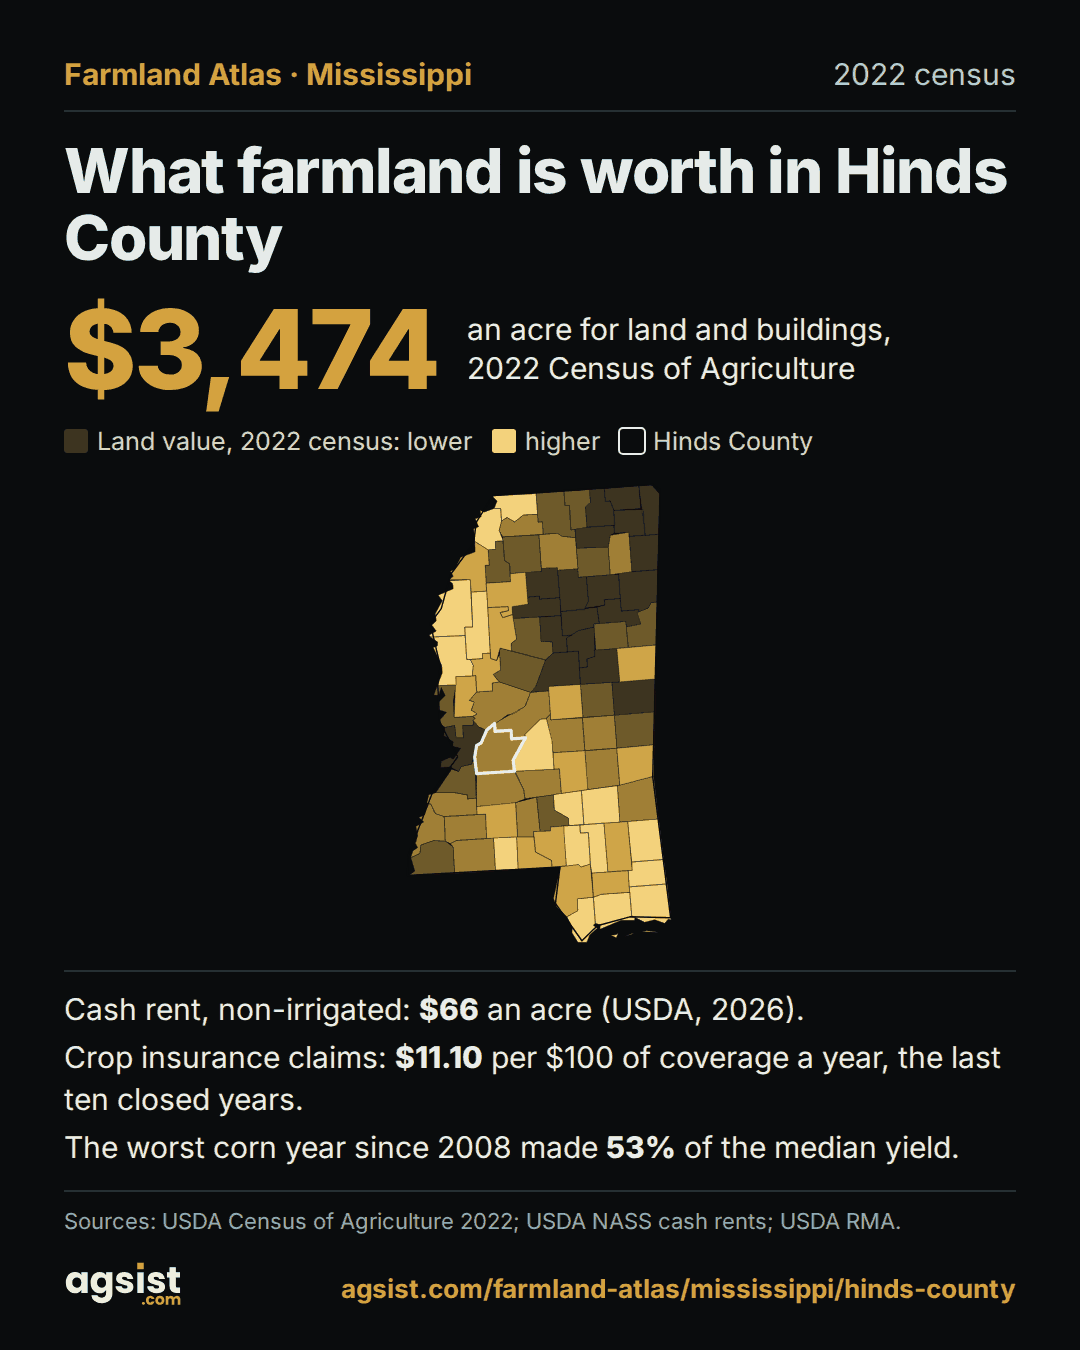 Farmland Atlas · Mississippi
2022 census
What farmland is worth in Hinds
County
$3,474
an acre for land and buildings,
2022 Census of Agriculture
Land value, 2022 census: lower
higher
Hinds County
Cash rent, non-irrigated: $66 an acre (USDA, 2026).
Crop insurance claims: $11.10 per $100 of coverage a year, the last
ten closed years.
The worst corn year since 2008 made 53% of the median yield.
Sources: USDA Census of Agriculture 2022; USDA NASS cash rents; USDA RMA.
agsist
.com
agsist.com/farmland-atlas/mississippi/hinds-county